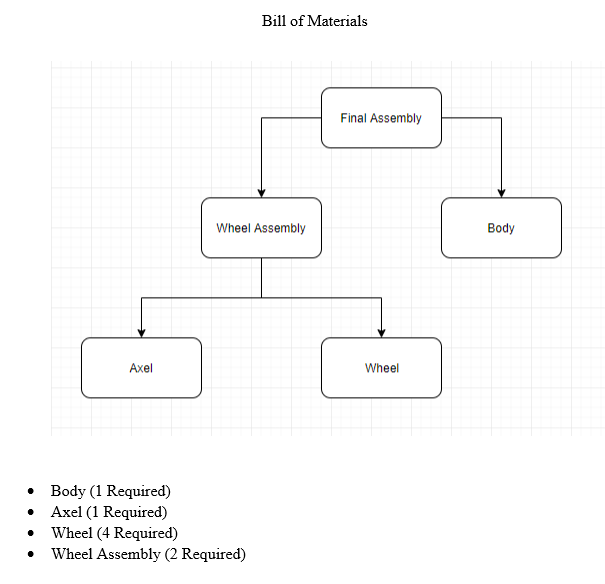 Bill of Materials
Final Assembly
Wheel Assembly
Body
Axel
Wheel
• Body (1 Required)
• Axel (1 Required)
• Wheel (4 Required)
• Wheel Assembly (2 Required)